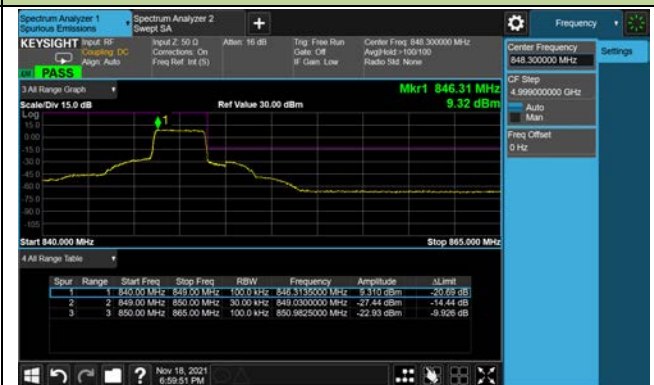 Spectrum Analyzer 1
Spurious Emissions
Spectrum Analyzer 2
Swept SA
+
Frequency
KEYSIGHT
Input: RF
Coupling: DC
Align: Auto
Input Z: 50 Ω
Corrections: On
Freq Ref: Int (S)
Atten: 16 dB
Trig: Free Run
Gate: Off
IF Gain: Low
Center Freq: 848.300000 MHz
Avg|Hold:>100/100
Radio Std: None
PASS
Center Frequency
848.300000 MHz
Settings
CF Step
4.999000000 GHz
Auto
Man
Freq Offset
0 Hz
3 All Range Graph
Mkr1 846.31 MHz
9.32 dBm
Scale/Div 15.0 dB
Ref Value 30.00 dBm
Log
15.0
0.00
-15.0
-30.0
-45.0
-60.0
-75.0
-90.0
-105
1
Start 840.000 MHz
Stop 865.000 MHz
4 All Range Table
Spur Range Start Freq Stop Freq RBW Frequency Amplitude ΔLimit
1 1 840.00 MHz 849.00 MHz 100.0 kHz 846.3135000 MHz 9.310 dBm -20.69 dB
2 2 849.00 MHz 850.00 MHz 30.00 kHz 849.0300000 MHz -27.44 dBm -14.44 dB
3 3 850.00 MHz 865.00 MHz 100.0 kHz 850.9825000 MHz -22.93 dBm -9.926 dB
?
Nov 18, 2021
6:59:51 PM